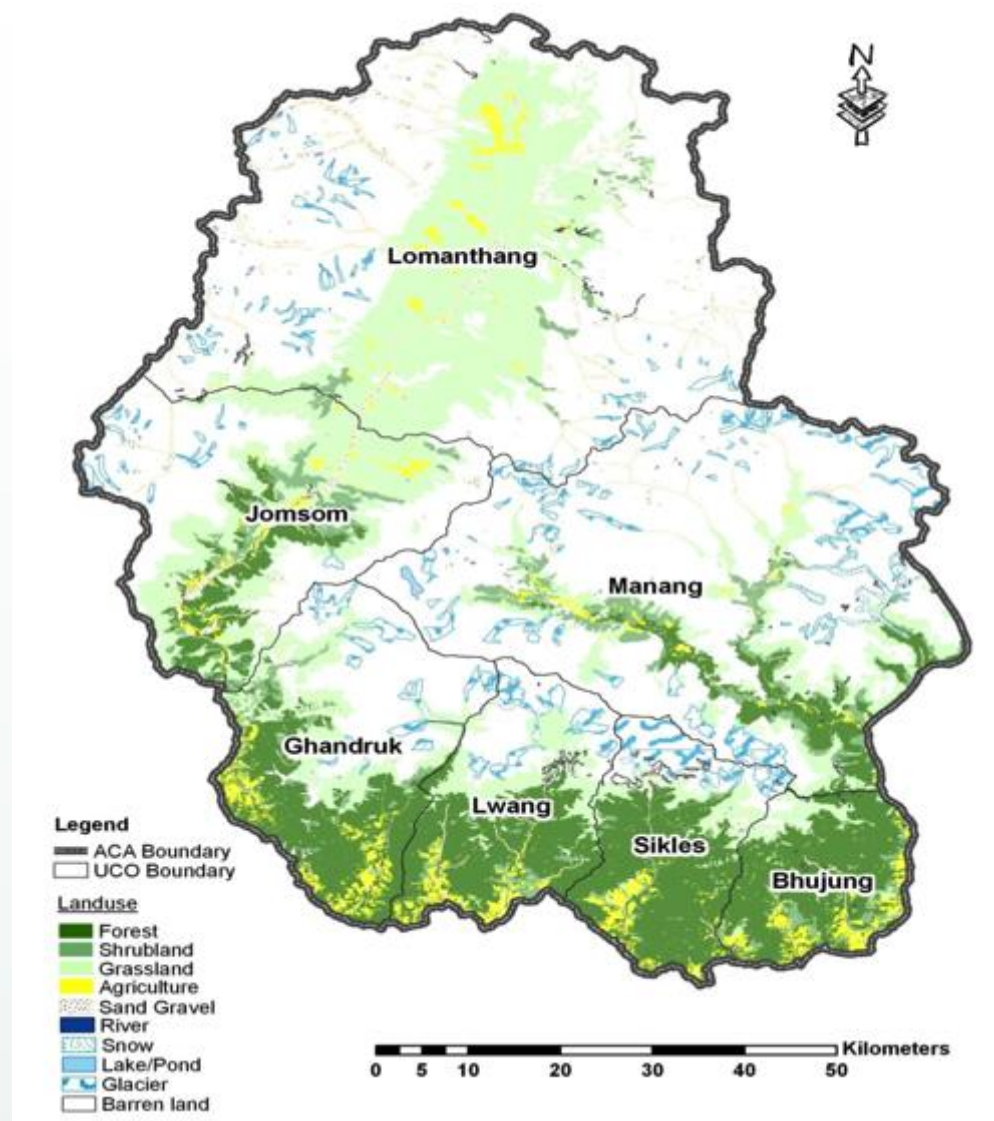 N
Lomanthang
Jomsom
Manang
Ghandruk
Lwang
Sikles
Bhujung
Legend
ACA Boundary
UCO Boundary
Landuse
Forest
Shrubland
Grassland
Agriculture
Sand Gravel
River
Snow
Lake/Pond
Glacier
Barren land
Kilometers
0 5 10 20 30 40 50